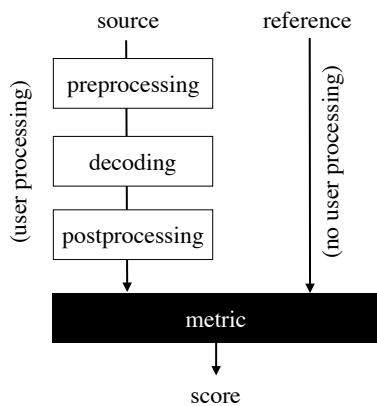 source
reference
(user processing)
preprocessing
decoding
postprocessing
(no user processing)
metric
score